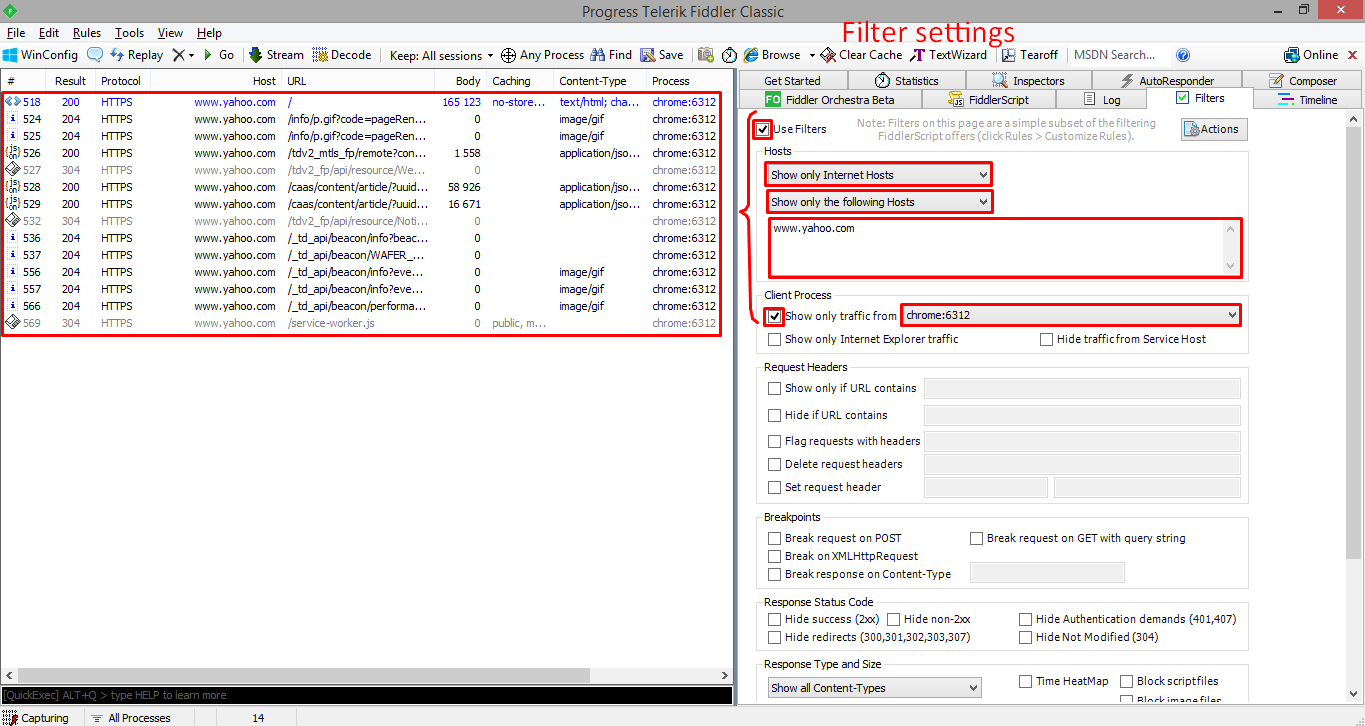 Progress Telerik Fiddler Classic
File Edit Rules Tools View Help
Filter settings
WinConfig Replay Go Stream Decode Keep: All sessions Any Process Find Save Browse Clear Cache TextWizard Tearoff MSDN Search... Online
# Result Protocol Host URL Body Caching Content-Type Process
518 200 HTTPS www.yahoo.com / 165 123 no-store... text/html; cha... chrome:6312
524 204 HTTPS www.yahoo.com /info/p.gif?code=pageRen... 0 image/gif chrome:6312
525 204 HTTPS www.yahoo.com /info/p.gif?code=pageRen... 0 image/gif chrome:6312
526 200 HTTPS www.yahoo.com /tdv2_mtls_fp/remote?con... 1 558 application/jso... chrome:6312
527 304 HTTPS www.yahoo.com /tdv2_fp/api/resource/We... 0 chrome:6312
528 200 HTTPS www.yahoo.com /caas/content/article/?uuid... 58 926 application/jso... chrome:6312
529 200 HTTPS www.yahoo.com /caas/content/article/?uuid... 16 671 application/jso... chrome:6312
532 304 HTTPS www.yahoo.com /tdv2_fp/api/resource/Noti... 0 chrome:6312
536 204 HTTPS www.yahoo.com /_td_api/beacon/info?beac... 0 chrome:6312
537 204 HTTPS www.yahoo.com /_td_api/beacon/WAFER_... 0 chrome:6312
556 204 HTTPS www.yahoo.com /_td_api/beacon/info?eve... 0 image/gif chrome:6312
557 204 HTTPS www.yahoo.com /_td_api/beacon/info?eve... 0 image/gif chrome:6312
566 204 HTTPS www.yahoo.com /_td_api/beacon/performa... 0 image/gif chrome:6312
569 304 HTTPS www.yahoo.com /service-worker.js 0 public, m... chrome:6312
[QuickExec] ALT+Q > type HELP to learn more
Capturing All Processes 14
Get Started Statistics Inspectors AutoResponder Composer
FO Fiddler Orchestra Beta FiddlerScript Log Filters Timeline
Use Filters
Note: Filters on this page are a simple subset of the filtering
FiddlerScript offers (click Rules > Customize Rules).
Actions
Hosts
Show only Internet Hosts
Show only the following Hosts
www.yahoo.com
Client Process
Show only traffic from chrome:6312
Show only Internet Explorer traffic Hide traffic from Service Host
Request Headers
Show only if URL contains
Hide if URL contains
Flag requests with headers
Delete request headers
Set request header
Breakpoints
Break request on POST Break request on GET with query string
Break on XMLHttpRequest
Break response on Content-Type
Response Status Code
Hide success (2xx) Hide non-2xx Hide Authentication demands (401,407)
Hide redirects (300,301,302,303,307) Hide Not Modified (304)
Response Type and Size
Show all Content-Types Time HeatMap Block script files
Block image files